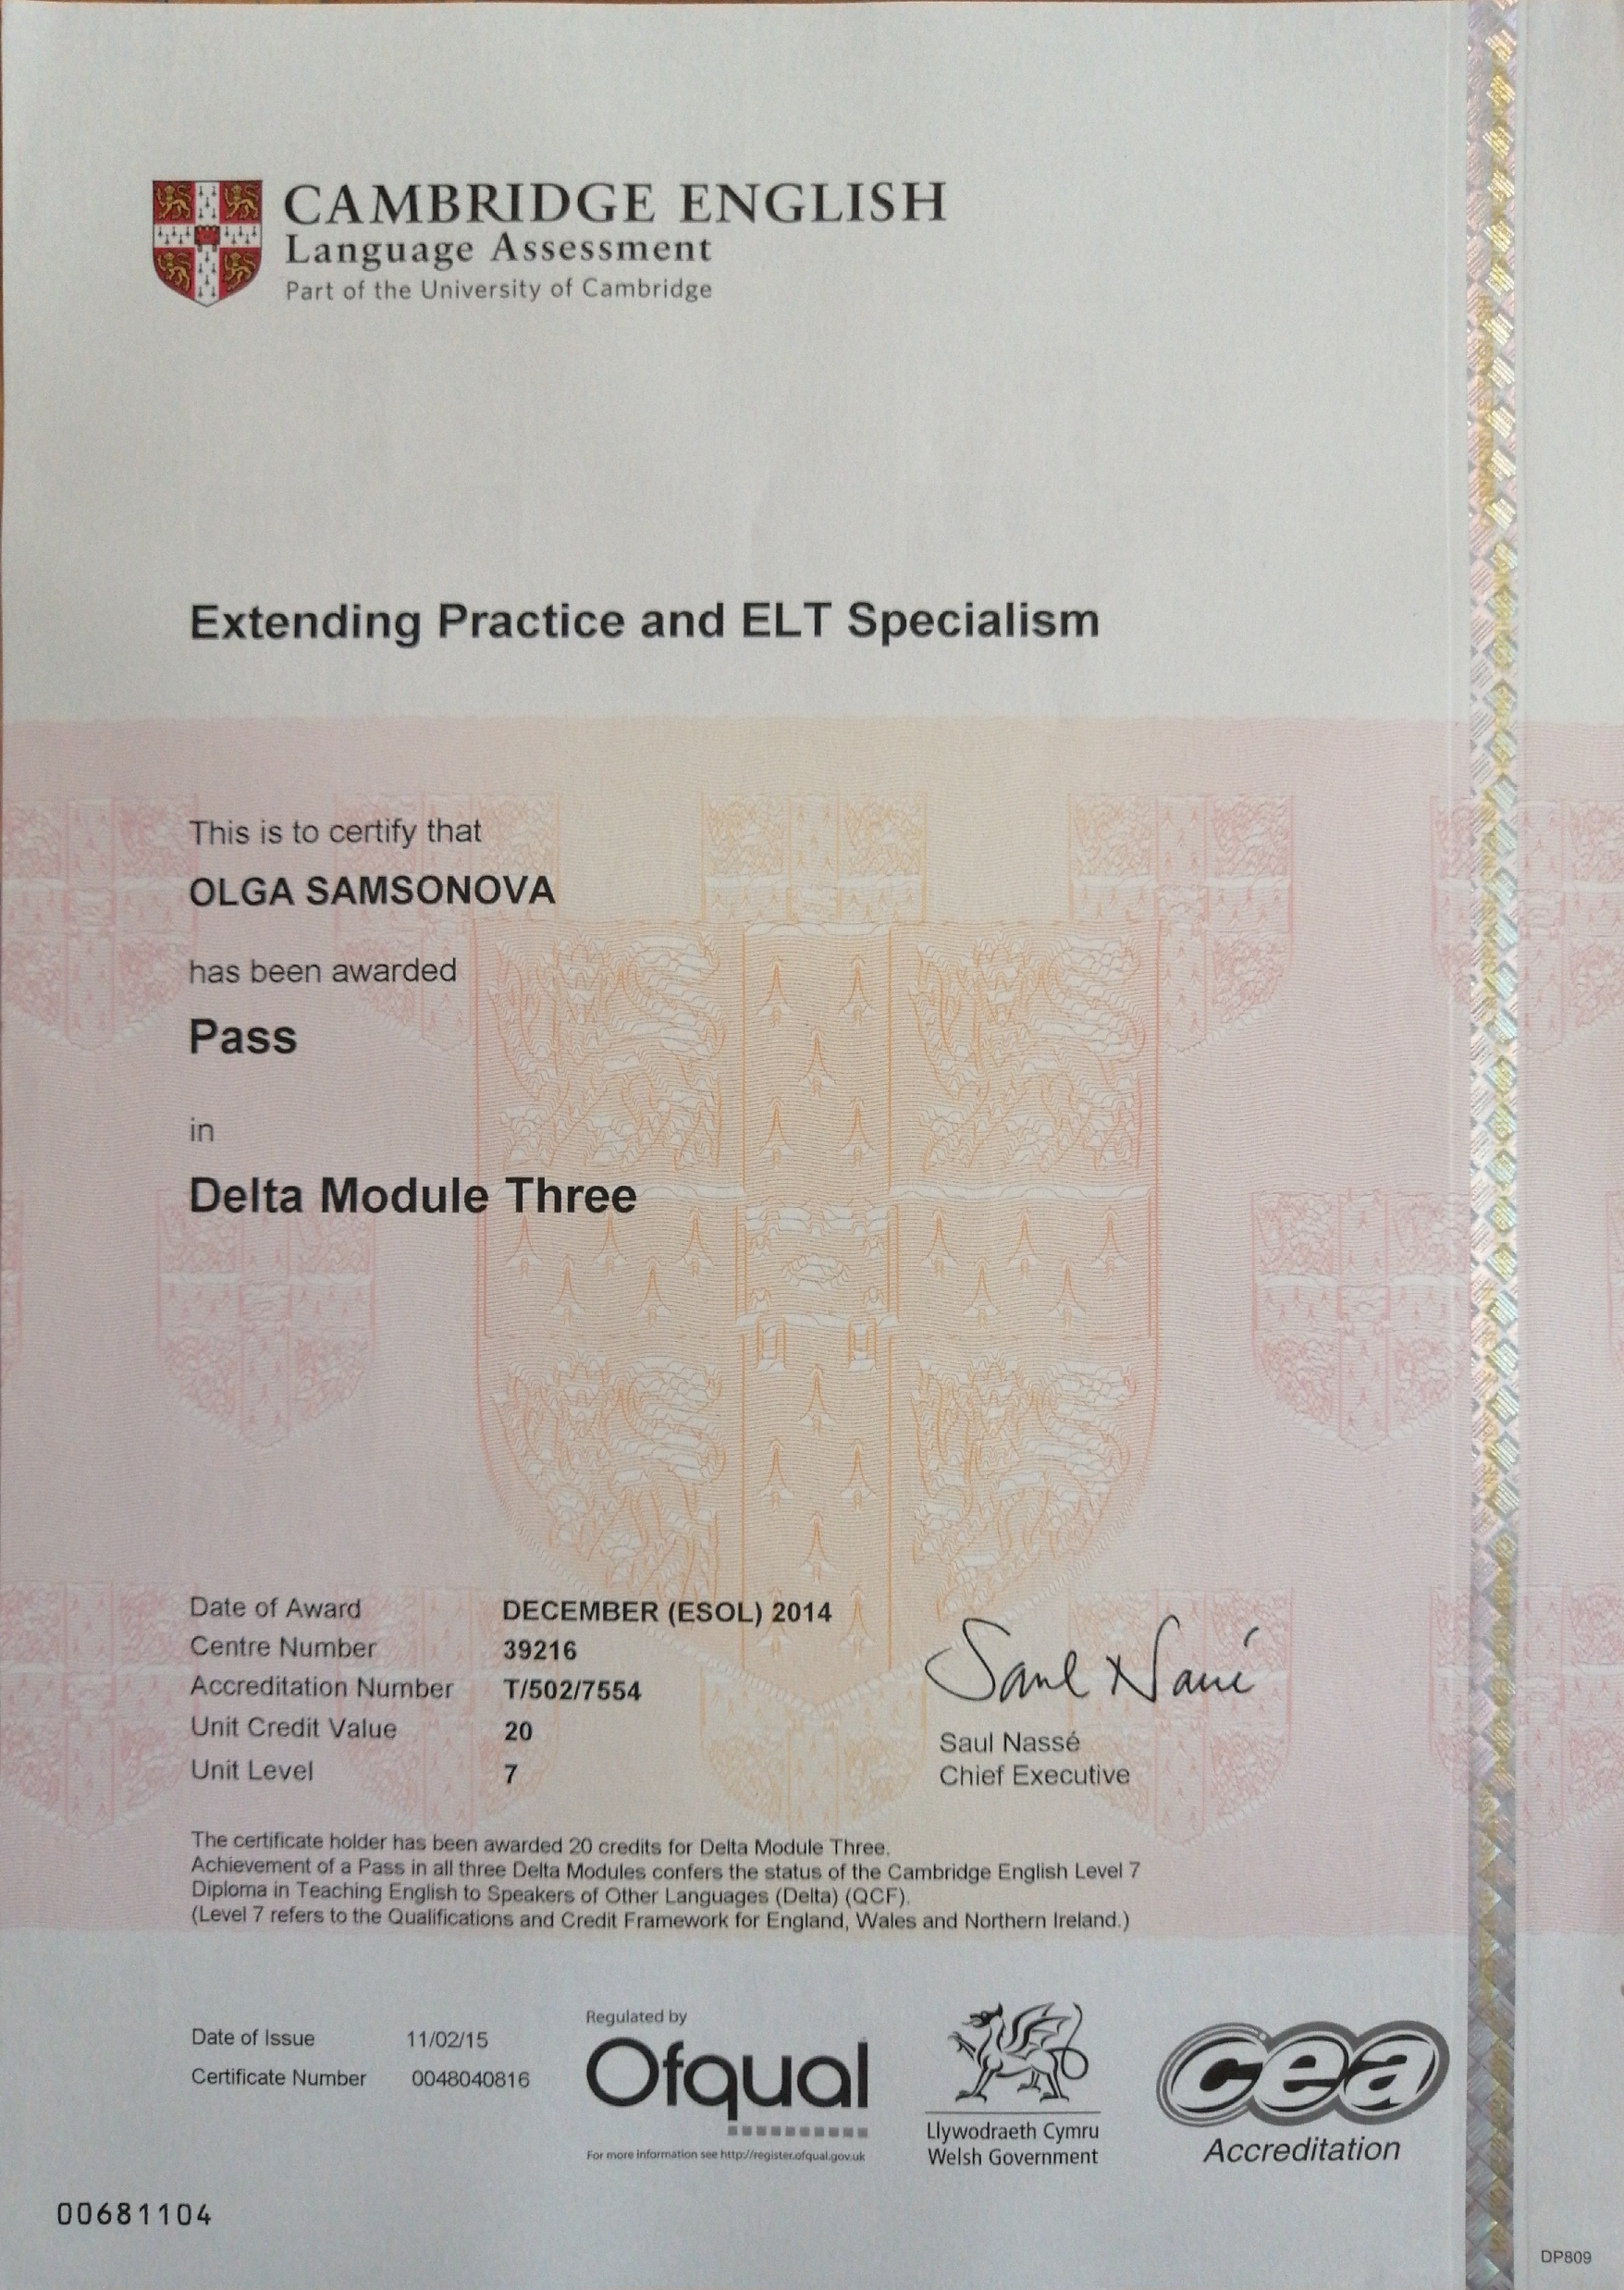 CAMBRIDGE ENGLISH
Language Assessment
Part of the University of Cambridge
Extending Practice and ELT Specialism
This is to certify that
OLGA SAMSONOVA
has been awarded
Pass
in
Delta Module Three
Date of Award DECEMBER (ESOL) 2014
Centre Number 39216
Accreditation Number T/502/7554
Unit Credit Value 20
Unit Level 7
Saul Nassé
Saul Nassé
Chief Executive
The certificate holder has been awarded 20 credits for Delta Module Three.
Achievement of a Pass in all three Delta Modules confers the status of the Cambridge English Level 7
Diploma in Teaching English to Speakers of Other Languages (Delta) (QCF).
(Level 7 refers to the Qualifications and Credit Framework for England, Wales and Northern Ireland.)
Date of Issue 11/02/15
Certificate Number 0048040816
Regulated by
Ofqual
For more information see http://register.ofqual.gov.uk
Llywodraeth Cymru
Welsh Government
cea
Accreditation
00681104
DP809